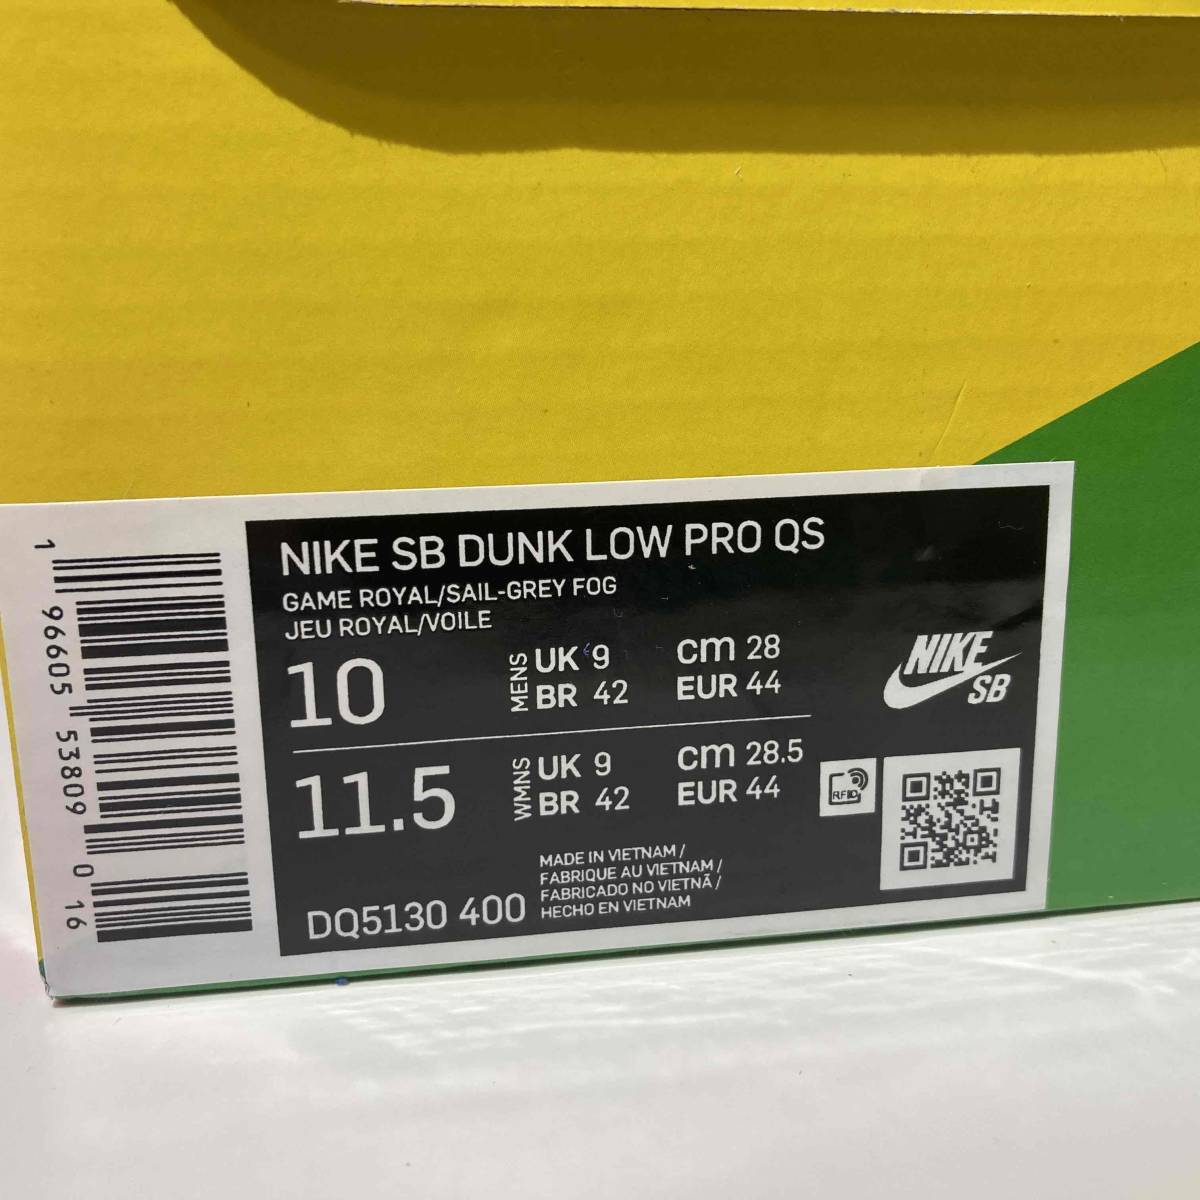 NIKE SB DUNK LOW PRO QS
GAME ROYAL/SAIL-GREY FOG
JEU ROYAL/VOILE
10
MENS
UK 9
BR 42
cm 28
EUR 44
11.5
WMNS
UK 9
BR 42
cm 28.5
EUR 44
DQ5130 400
MADE IN VIETNAM /
FABRIQUE AU VIETNAM /
FABRICADO NO VIETNÃ /
HECHO EN VIETNAM
NIKE
SB
RFID
1 96605 53809 0 16